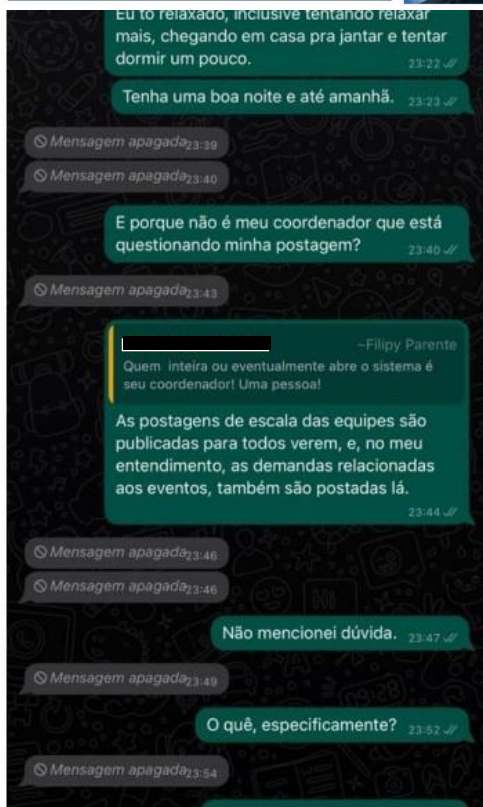 Eu to relaxado, inclusive tentando relaxar
mais, chegando em casa pra jantar e tentar
dormir um pouco.
23:22
Tenha uma boa noite e até amanhã. 23:23
Mensagem apagada 23:39
Mensagem apagada 23:40
E porque não é meu coordenador que está
questionando minha postagem?
23:40
Mensagem apagada 23:43
~Filipy Parente
Quem inteira ou eventualmente abre o sistema é
seu coordenador! Uma pessoa!
As postagens de escala das equipes são
publicadas para todos verem, e, no meu
entendimento, as demandas relacionadas
aos eventos, também são postadas lá.
23:44
Mensagem apagada 23:46
Mensagem apagada 23:46
Não mencionei dúvida. 23:47
Mensagem apagada 23:49
O quê, especificamente? 23:52
Mensagem apagada 23:54